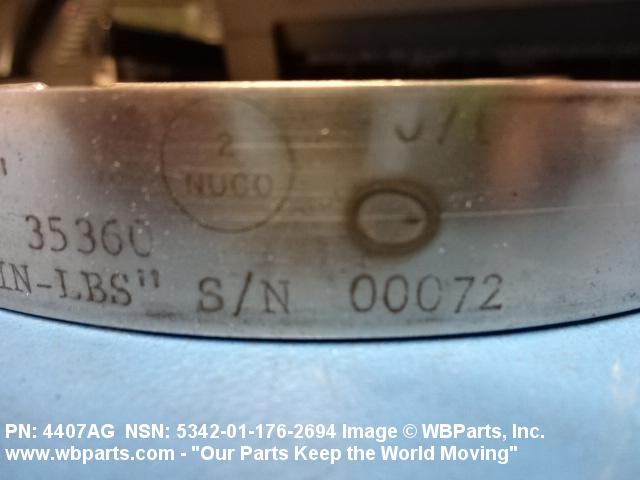 2
NUCO
J/
"
35360
IN-LBS" S/N 00072
PN: 4407AG NSN: 5342-01-176-2694 Image © WBParts, Inc.
www.wbparts.com - "Our Parts Keep the World Moving"